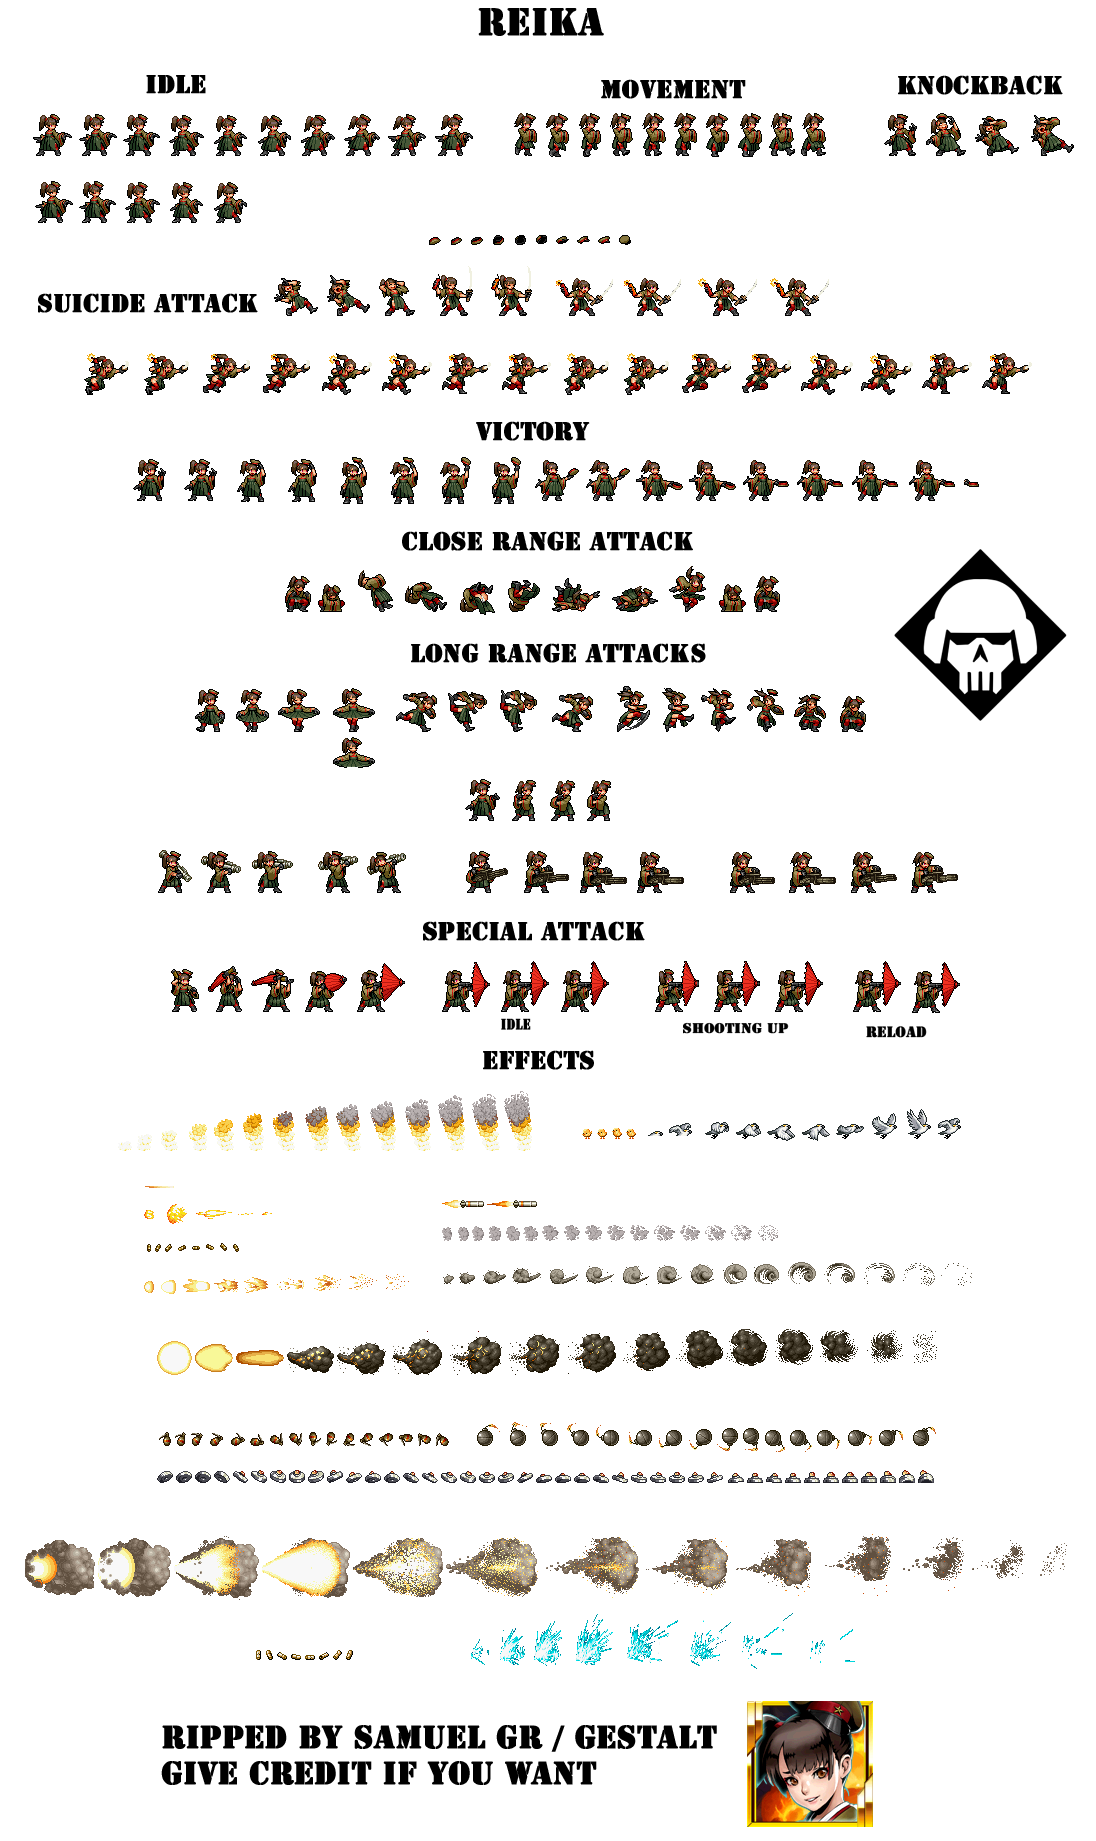 REIKA
IDLE
MOVEMENT
KNOCKBACK
SUICIDE ATTACK
VICTORY
CLOSE RANGE ATTACK
LONG RANGE ATTACKS
SPECIAL ATTACK
IDLE
SHOOTING UP
RELOAD
EFFECTS
RIPPED BY SAMUEL GR / GESTALT
GIVE CREDIT IF YOU WANT